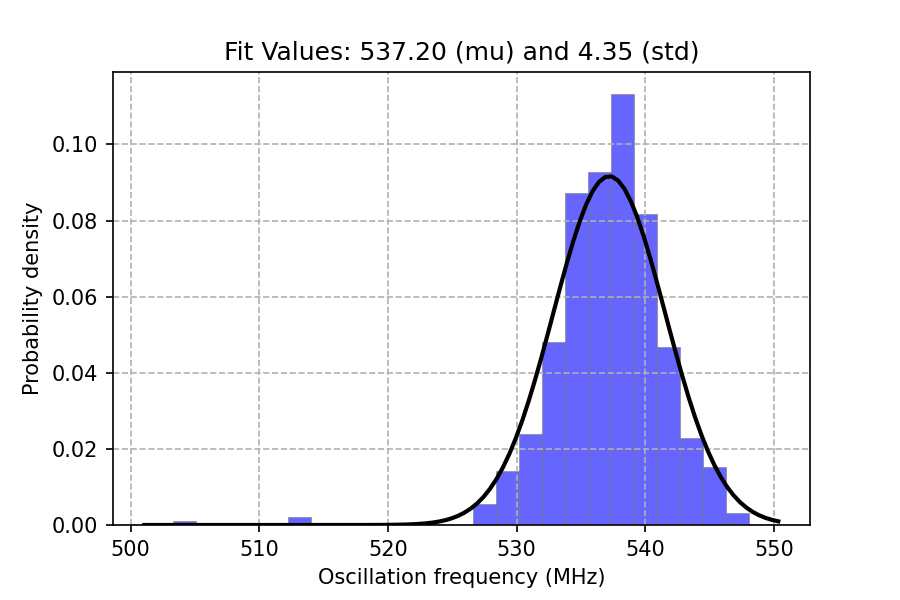 Fit Values: 537.20 (mu) and 4.35 (std)
Probability density
0.10
0.08
0.06
0.04
0.02
0.00
500 510 520 530 540 550
Oscillation frequency (MHz)